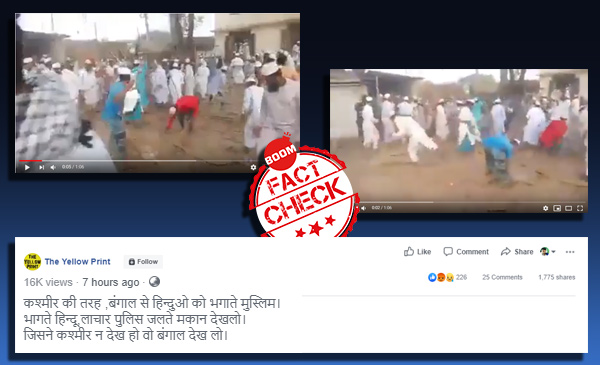 0:05 / 1:06
0:02 / 1:06
BOOM
FACT
CHECK
THE
YELLOW
PRINT
The Yellow Print
Follow
16K views · 7 hours ago ·
Like
Comment
Share
226
25 Comments
1,775 shares
कश्मीर की तरह ,बंगाल से हिन्दुओ को भगाते मुस्लिम।
भागते हिन्दू,लाचार पुलिस जलते मकान देखलो।
जिसने कश्मीर न देख हो वो बंगाल देख लो।